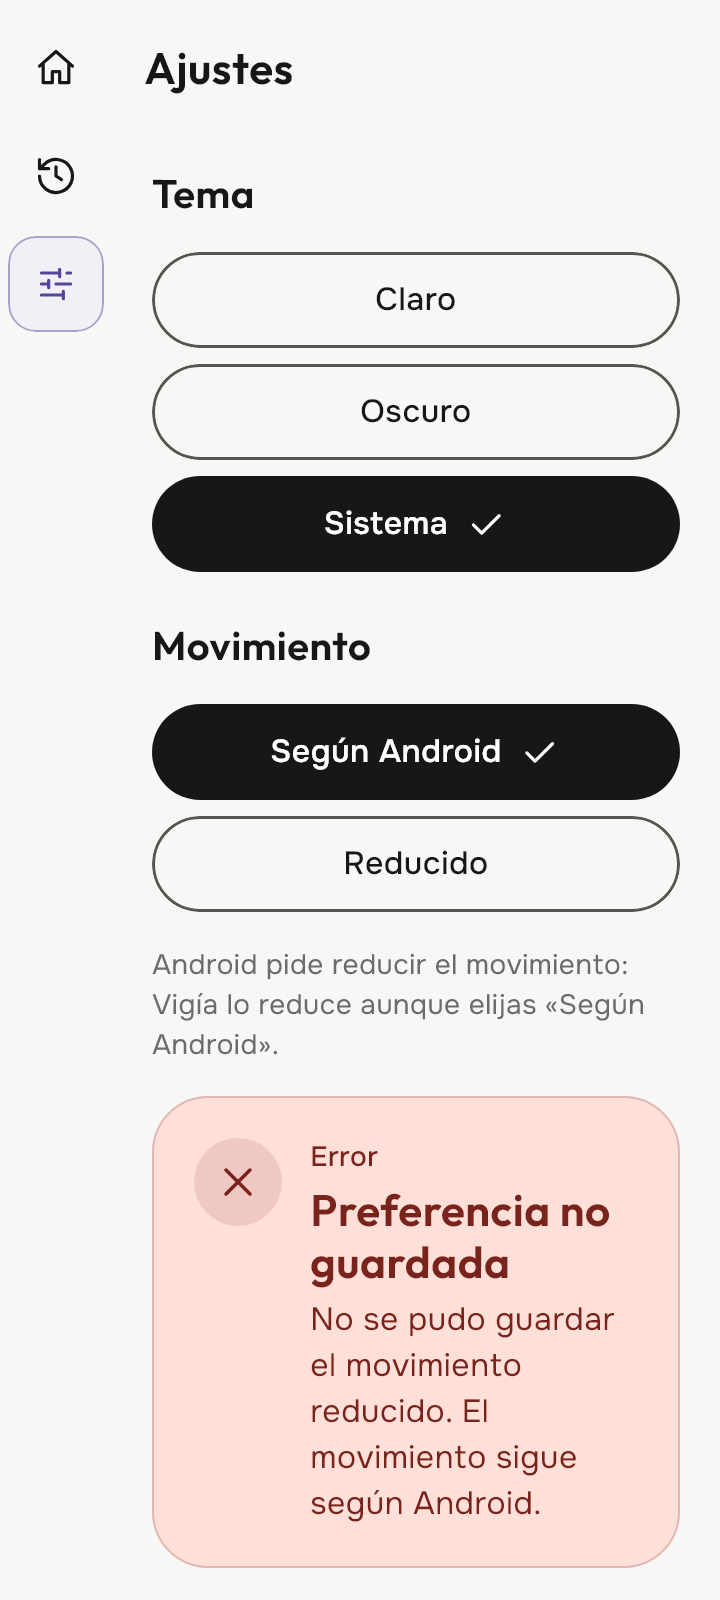 Ajustes
Tema
Claro
Oscuro
Sistema
Movimiento
Según Android
Reducido
Android pide reducir el movimiento:
Vigía lo reduce aunque elijas «Según
Android».
Error
Preferencia no
guardada
No se pudo guardar
el movimiento
reducido. El
movimiento sigue
según Android.